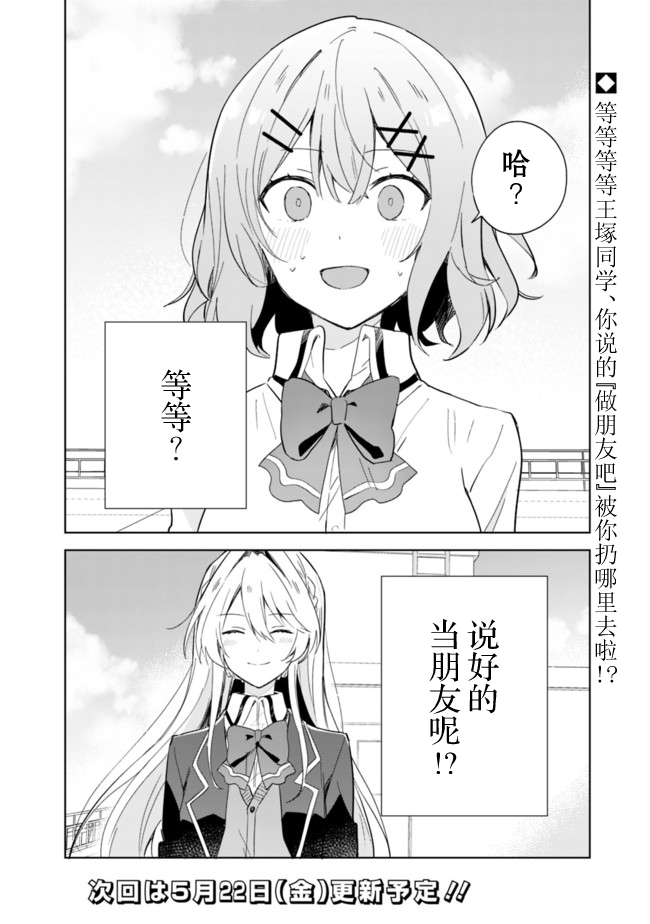 哈?
等等?
◆等等等等王塚同学、你说的『做朋友吧』被你扔哪里去啦!?
说好的
当朋友呢!?
次回は5月22日(金)更新予定!!